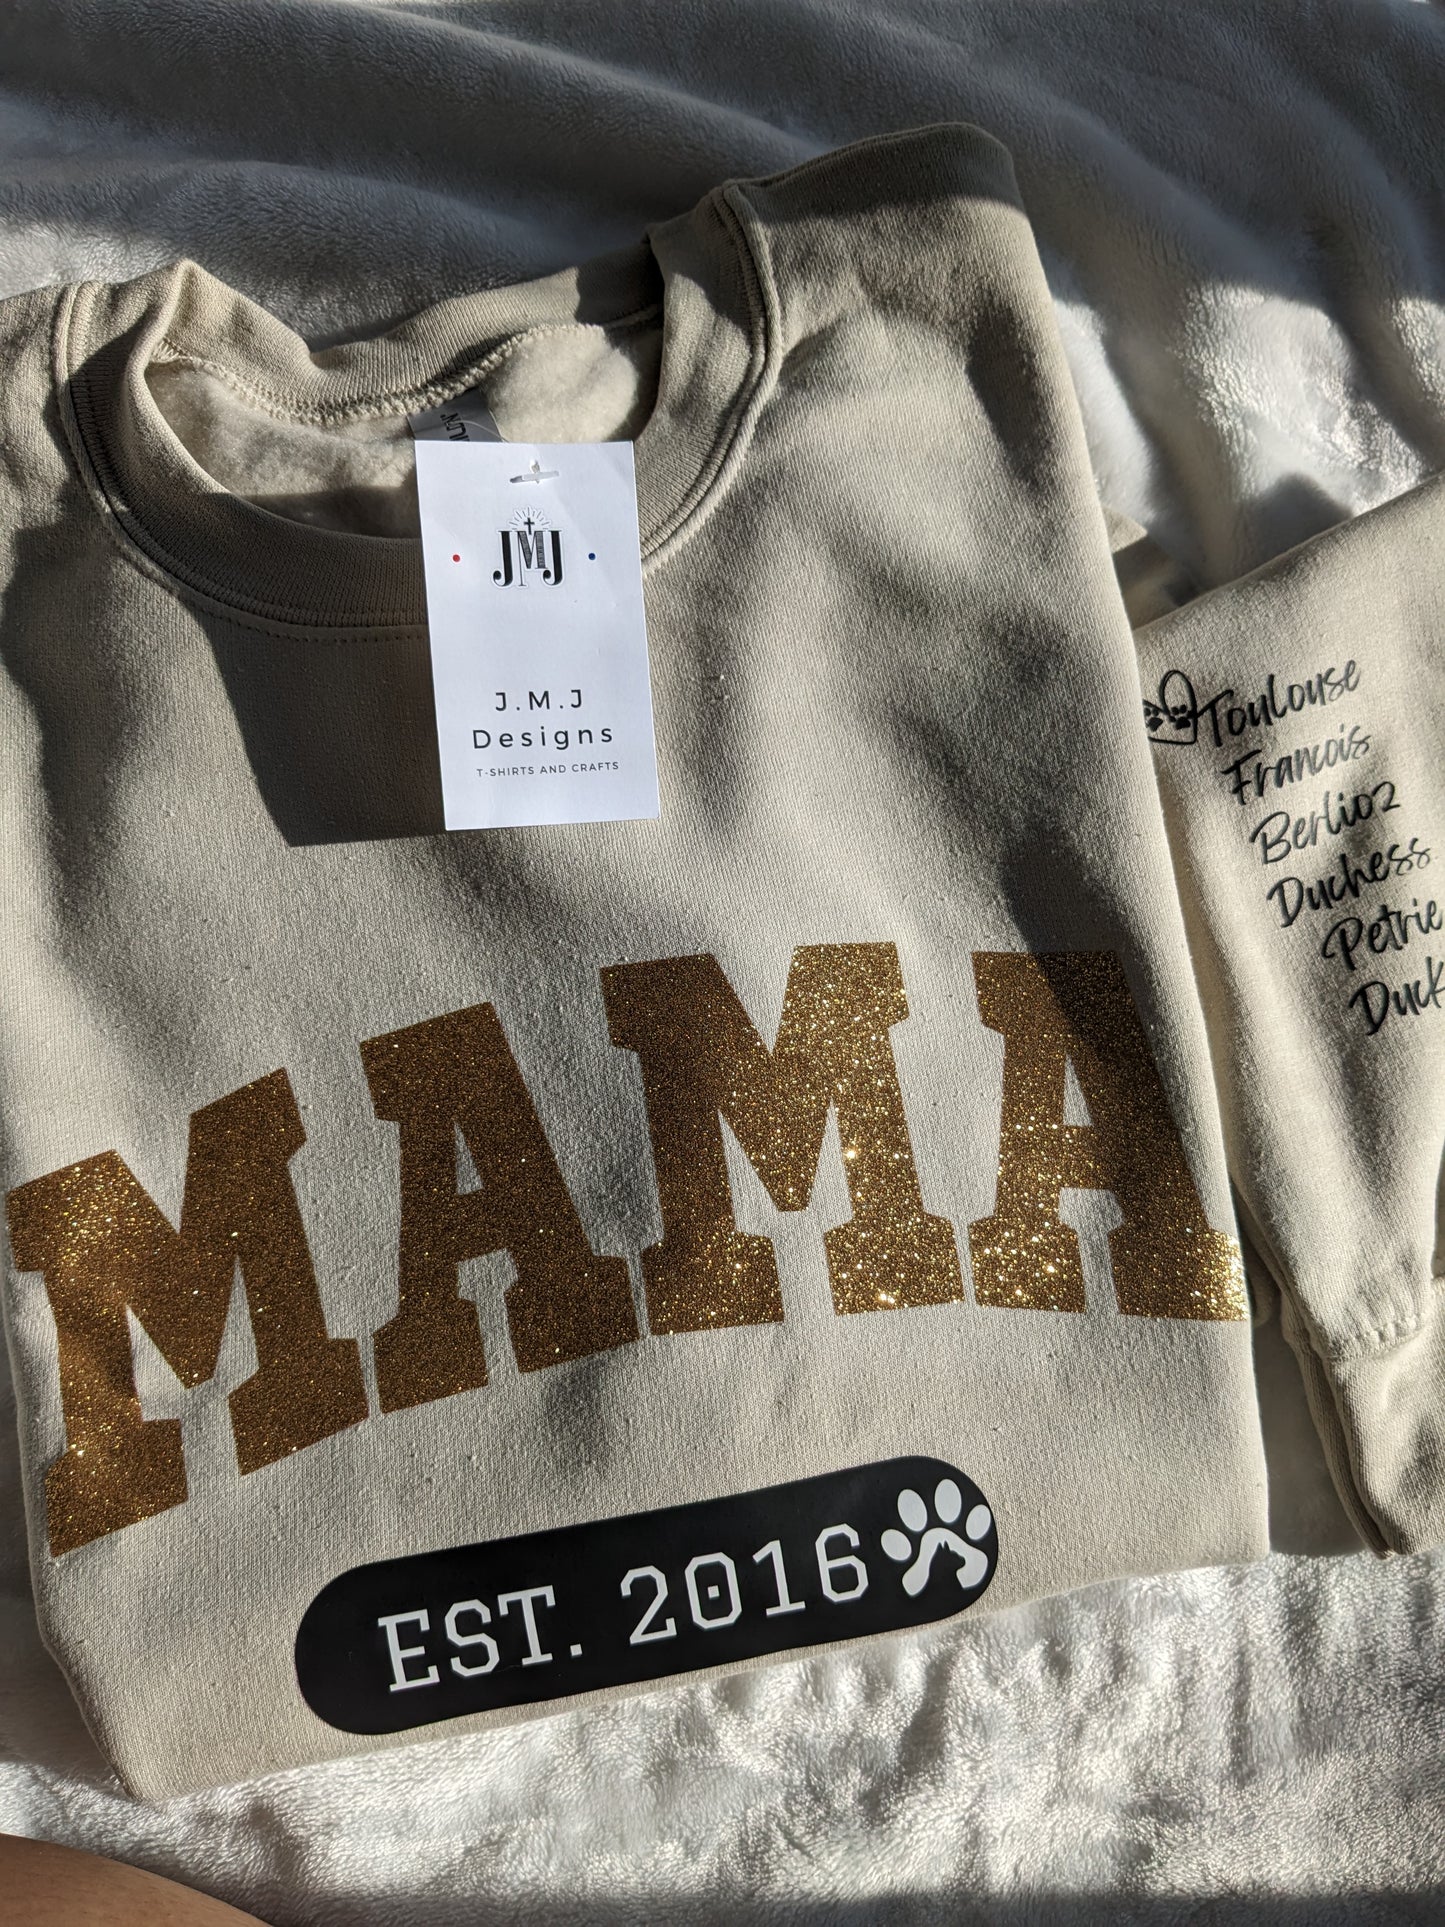 JMJ
J.M.J
Designs
T-SHIRTS AND CRAFTS
Toulouse
Francois
Berlioz
Duchess
Petrie
MAMA
EST. 2016